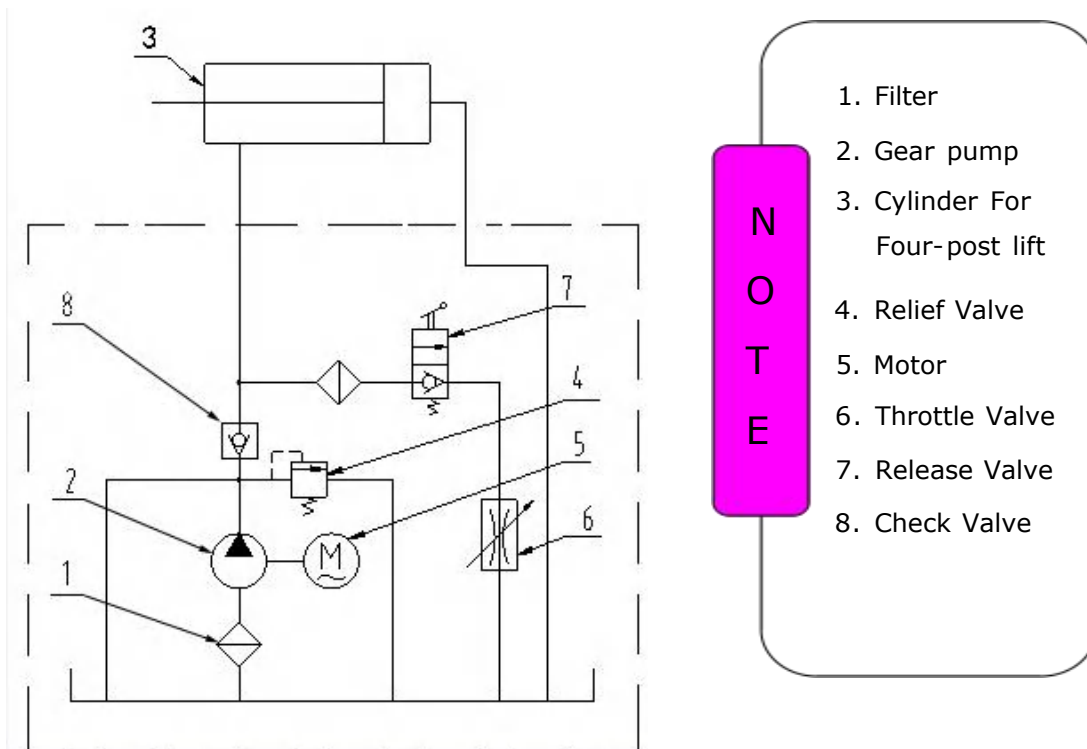 3
8
7
4
5
2
6
1
M
NOTE
1. Filter
2. Gear pump
3. Cylinder For
Four-post lift
4. Relief Valve
5. Motor
6. Throttle Valve
7. Release Valve
8. Check Valve